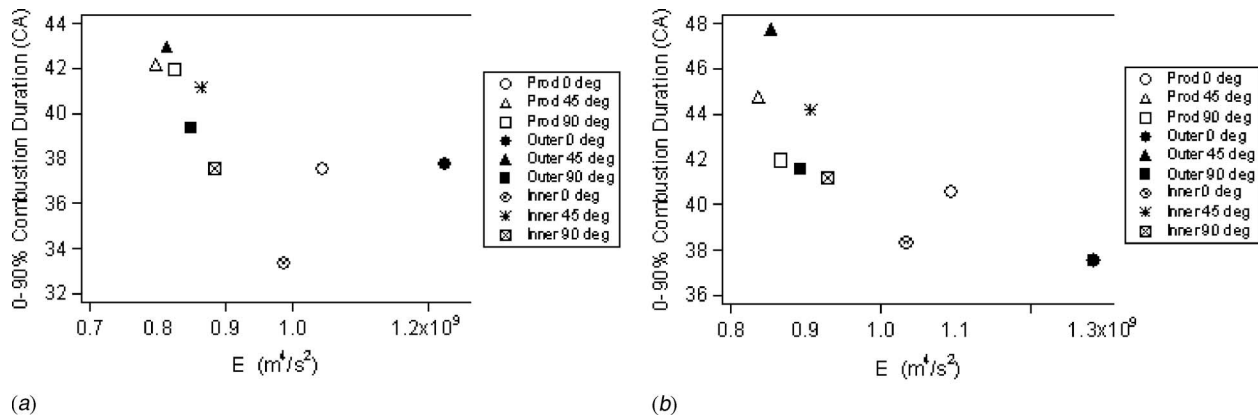 44
42
40
38
36
34
32
0-90% Combustion Duration (CA)
0.7 0.8 0.9 1.0 1.2x10⁹
E (m⁴/s²)
Prod 0 deg
Prod 45 deg
Prod 90 deg
Outer 0 deg
Outer 45 deg
Outer 90 deg
Inner 0 deg
Inner 45 deg
Inner 90 deg
(a)
48
46
44
42
40
38
36
0-90% Combustion Duration (CA)
0.8 0.9 1.0 1.1 1.3x10⁹
E (m⁴/s²)
Prod 0 deg
Prod 45 deg
Prod 90 deg
Outer 0 deg
Outer 45 deg
Outer 90 deg
Inner 0 deg
Inner 45 deg
Inner 90 deg
(b)